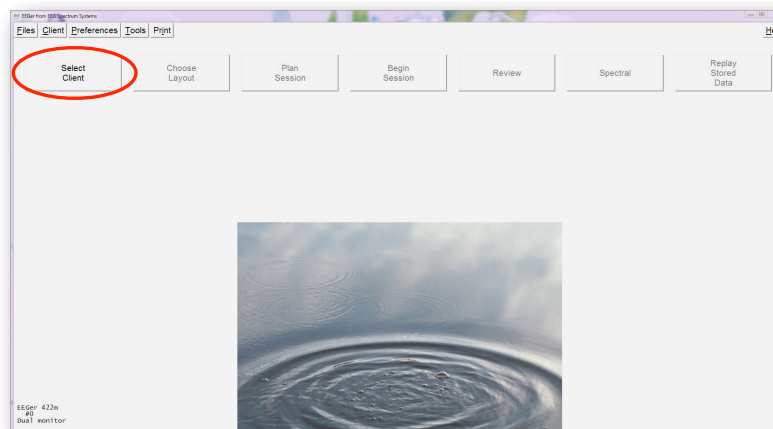 EEGer from EEG Spectrum Systems
Files Client Preferences Tools Print He
Select
Client
Choose
Layout
Plan
Session
Begin
Session
Review
Spectral
Replay
Stored
Data
EEGer 422m
#0
Dual monitor